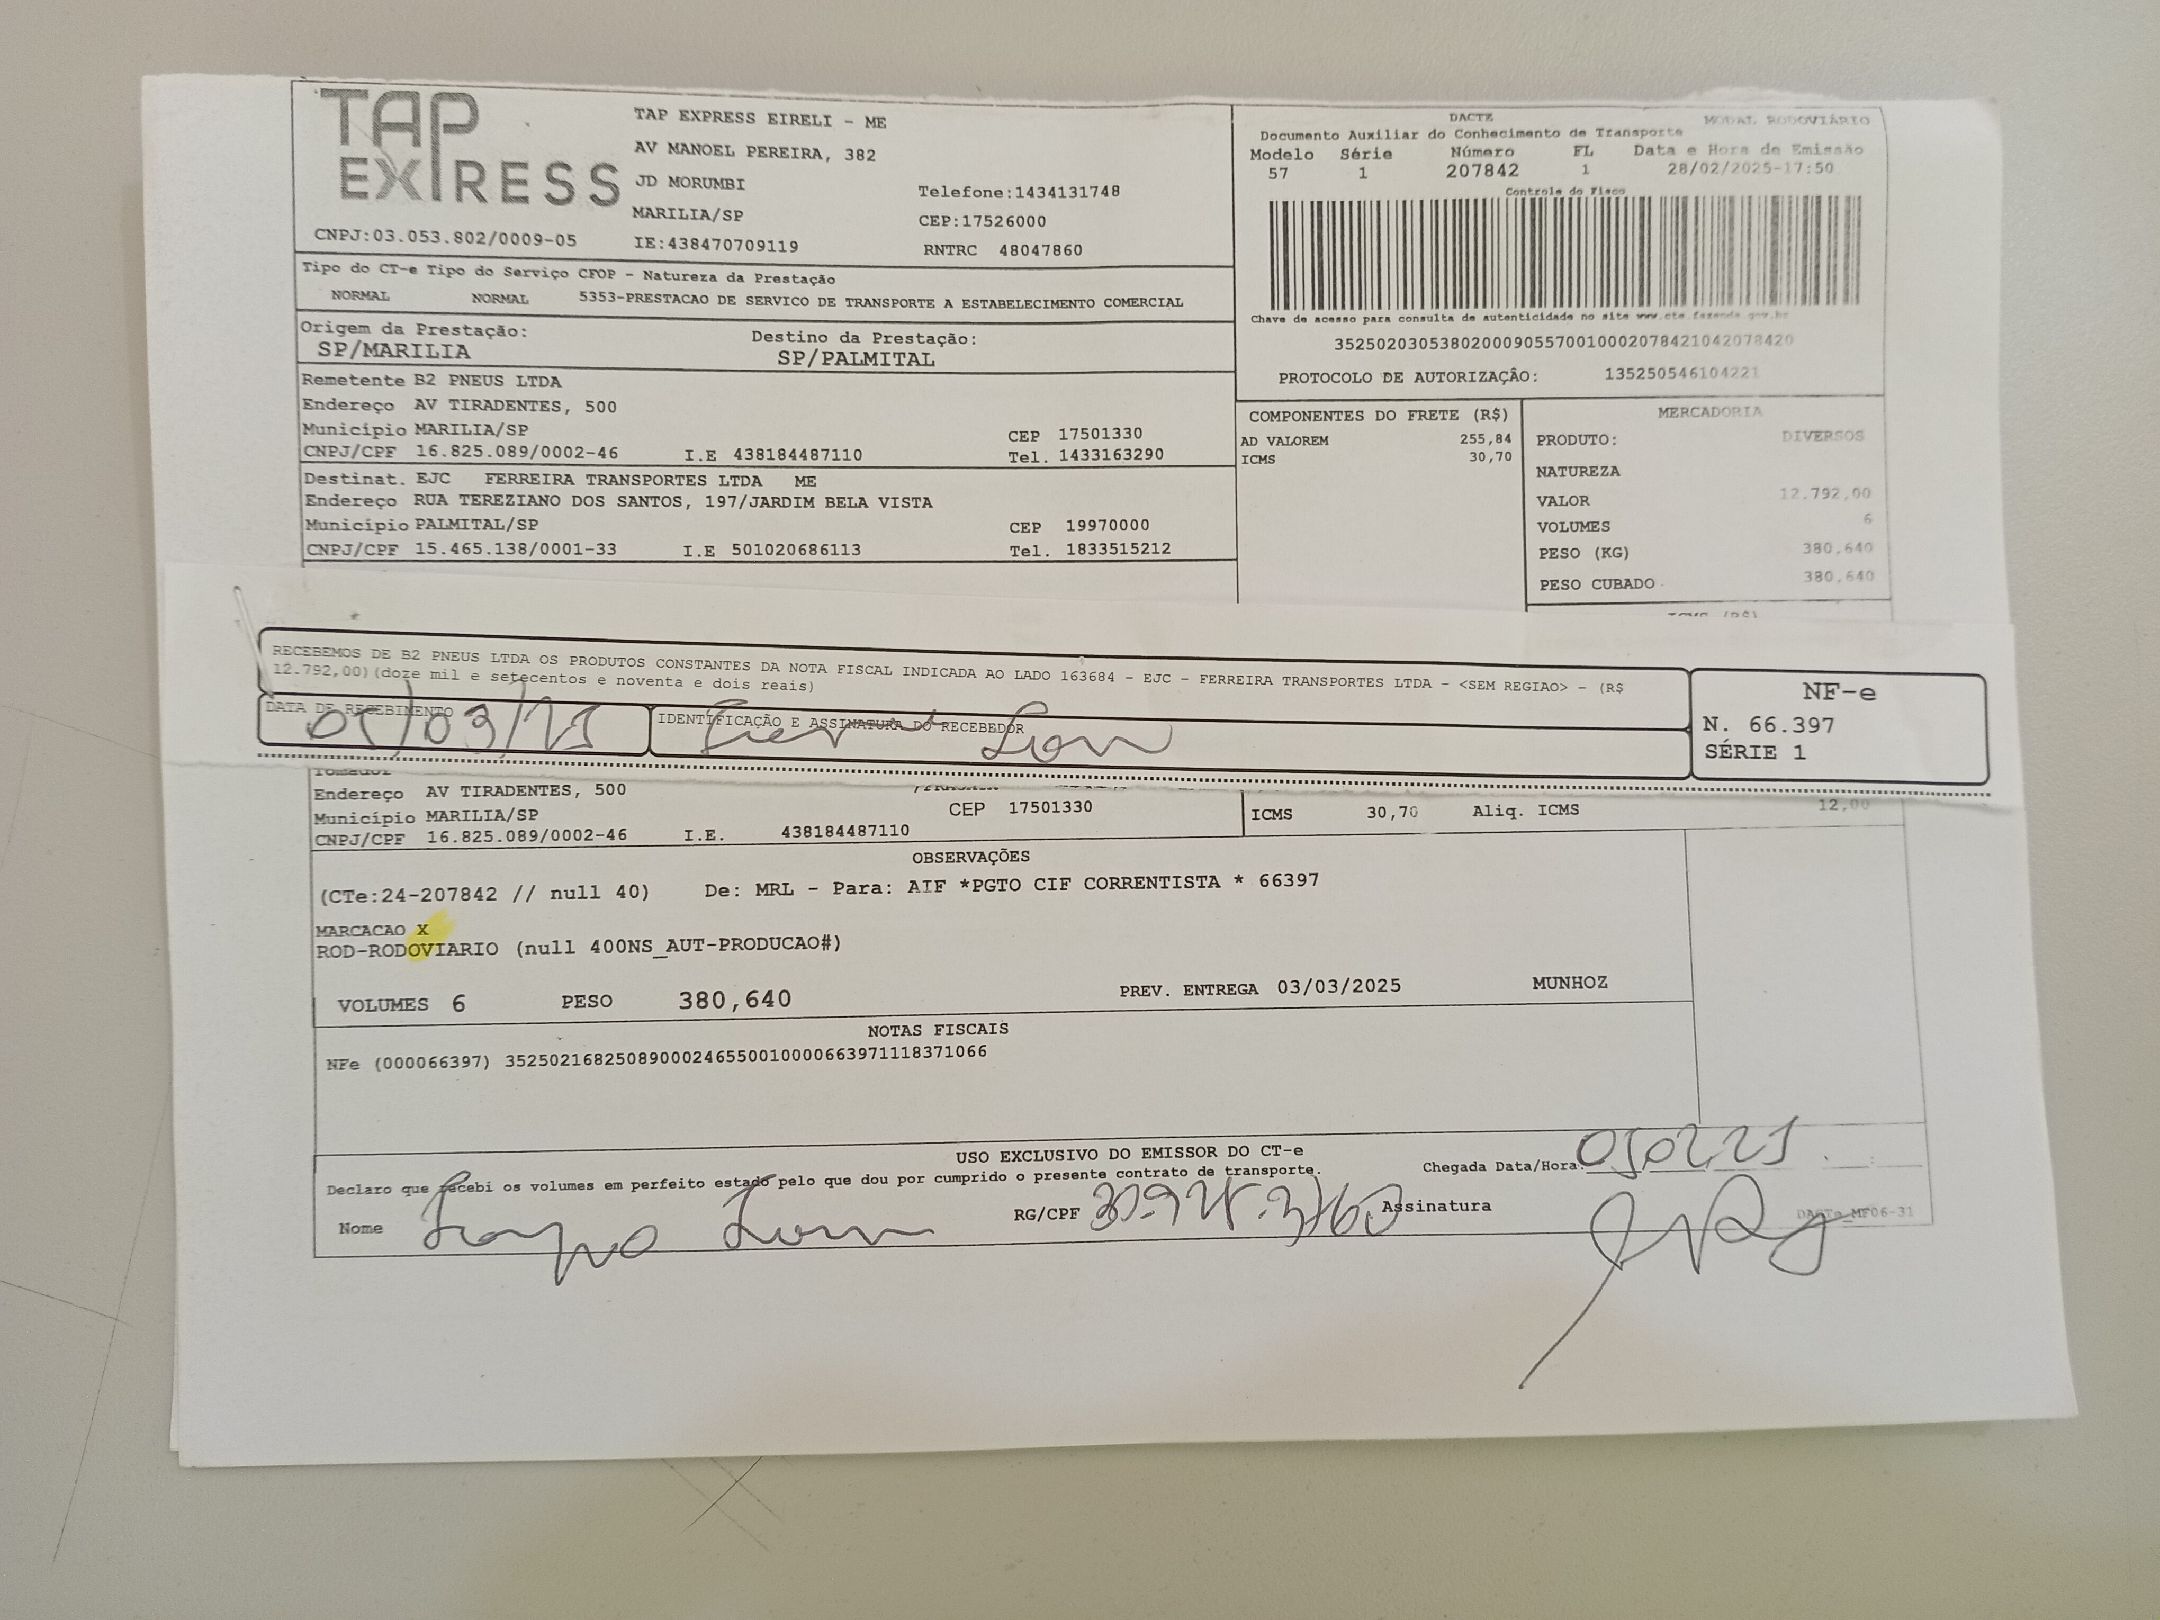 TAP EXPRESS
TAP EXPRESS EIRELI - ME
AV MANOEL PEREIRA, 382
JD MORUMBI
Telefone:1434131748
MARILIA/SP
CEP:17526000
CNPJ:03.053.802/0009-05
IE:438470709119
RNTRC 48047860
DACTE
MODAL RODOVIÁRIO
Documento Auxiliar do Conhecimento de Transporte
Modelo Série Número FL Data e Hora de Emissão
57 1 207842 1 28/02/2025-17:50
Controle do Fisco
Chave de acesso para consulta de autenticidade no site www.cte.fazenda.gov.br
35250203053802000905570010002078421042078420
PROTOCOLO DE AUTORIZAÇÃO: 135250546104221
Tipo do CT-e Tipo do Serviço CFOP - Natureza da Prestação
NORMAL NORMAL 5353-PRESTACAO DE SERVICO DE TRANSPORTE A ESTABELECIMENTO COMERCIAL
Origem da Prestação: Destino da Prestação:
SP/MARILIA SP/PALMITAL
Remetente B2 PNEUS LTDA
Endereço AV TIRADENTES, 500
Município MARILIA/SP CEP 17501330
CNPJ/CPF 16.825.089/0002-46 I.E 438184487110 Tel. 1433163290
Destinat. EJC FERREIRA TRANSPORTES LTDA ME
Endereço RUA TEREZIANO DOS SANTOS, 197/JARDIM BELA VISTA
Município PALMITAL/SP CEP 19970000
CNPJ/CPF 15.465.138/0001-33 I.E 501020686113 Tel. 1833515212
COMPONENTES DO FRETE (R$)
AD VALOREM 255,84
ICMS 30,70
MERCADORIA
PRODUTO: DIVERSOS
NATUREZA
VALOR 12.792,00
VOLUMES 6
PESO (KG) 380,640
PESO CUBADO 380,640
RECEBEMOS DE B2 PNEUS LTDA OS PRODUTOS CONSTANTES DA NOTA FISCAL INDICADA AO LADO 163684 - EJC - FERREIRA TRANSPORTES LTDA - <SEM REGIAO> - (R$
12.792,00)(doze mil e setecentos e noventa e dois reais)
DATA DE RECEBIMENTO
IDENTIFICAÇÃO E ASSINATURA DO RECEBEDOR
NF-e
N. 66.397
SÉRIE 1
Endereço AV TIRADENTES, 500
Município MARILIA/SP CEP 17501330
CNPJ/CPF 16.825.089/0002-46 I.E. 438184487110
ICMS 30,70 Aliq. ICMS 12,00
OBSERVAÇÕES
(CTe:24-207842 // null 40) De: MRL - Para: AIF *PGTO CIF CORRENTISTA * 66397
MARCACAO X
ROD-RODOVIARIO (null 400NS_AUT-PRODUCAO#)
VOLUMES 6 PESO 380,640 PREV. ENTREGA 03/03/2025 MUNHOZ
NOTAS FISCAIS
NFe (000066397) 35250216825089000246550010000663971118371066
USO EXCLUSIVO DO EMISSOR DO CT-e
Declaro que recebi os volumes em perfeito estado pelo que dou por cumprido o presente contrato de transporte.
Chegada Data/Hora:
Nome RG/CPF Assinatura
DACTe_MF06-31